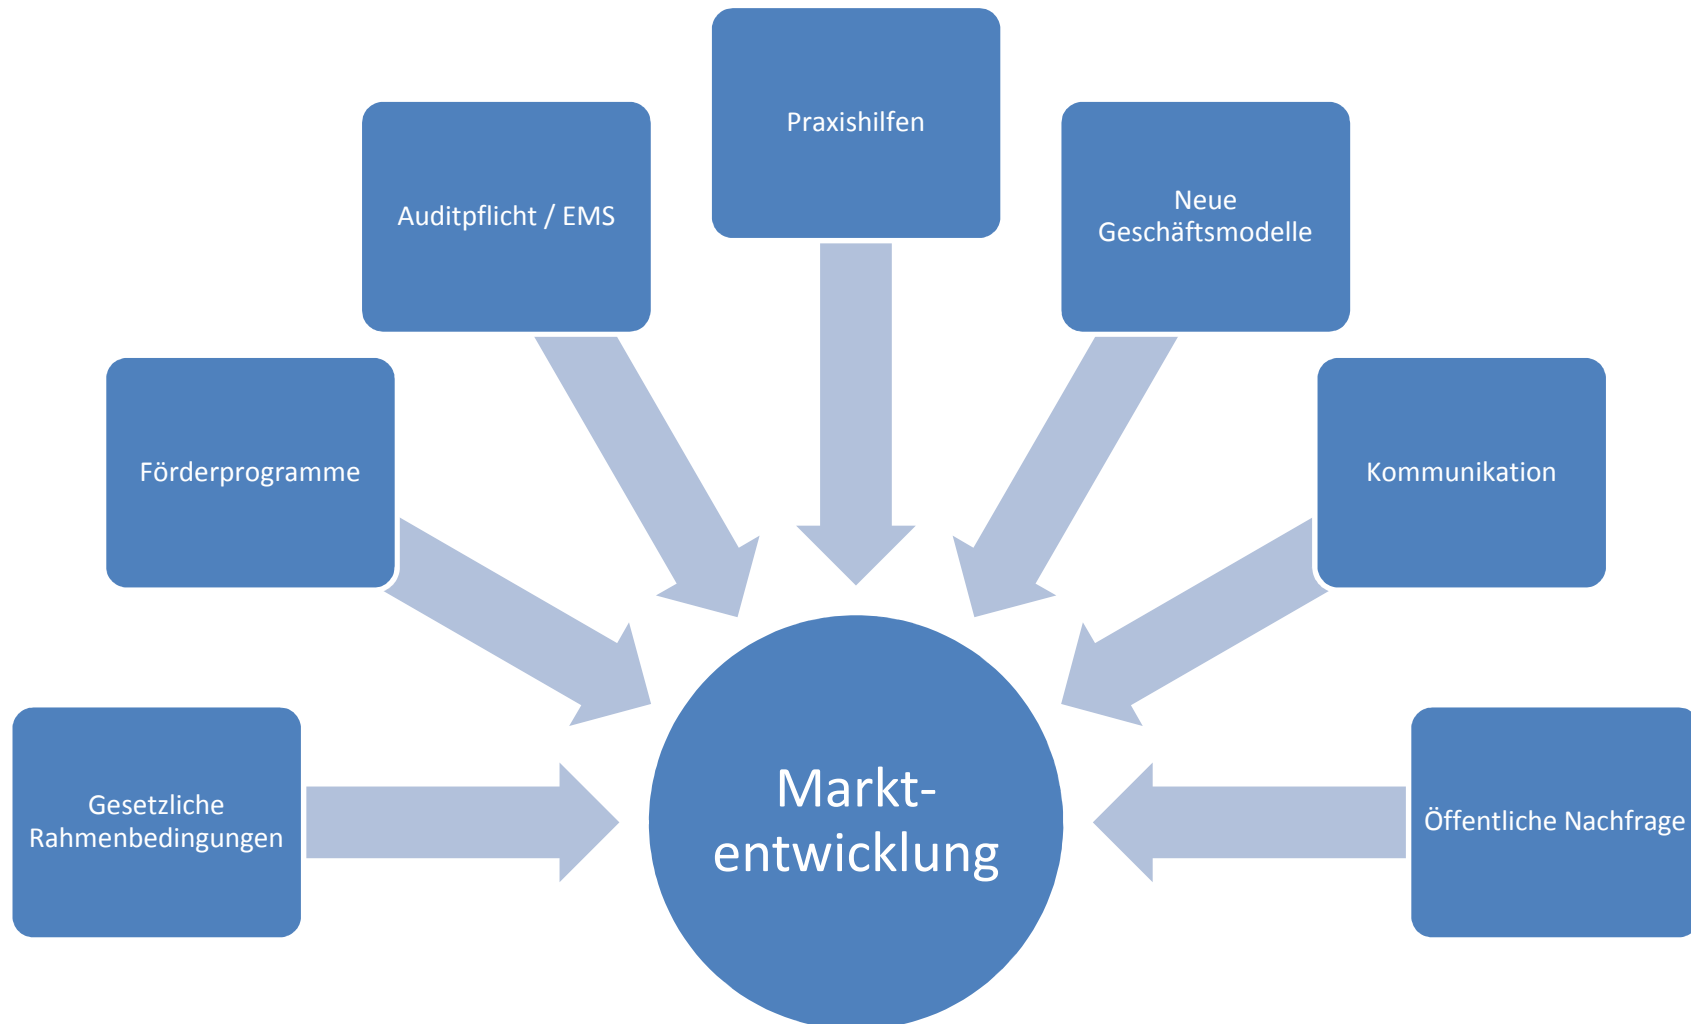 Praxishilfen
Auditpflicht / EMS
Neue
Geschäftsmodelle
Förderprogramme
Kommunikation
Gesetzliche
Rahmenbedingungen
Markt-
entwicklung
Öffentliche Nachfrage